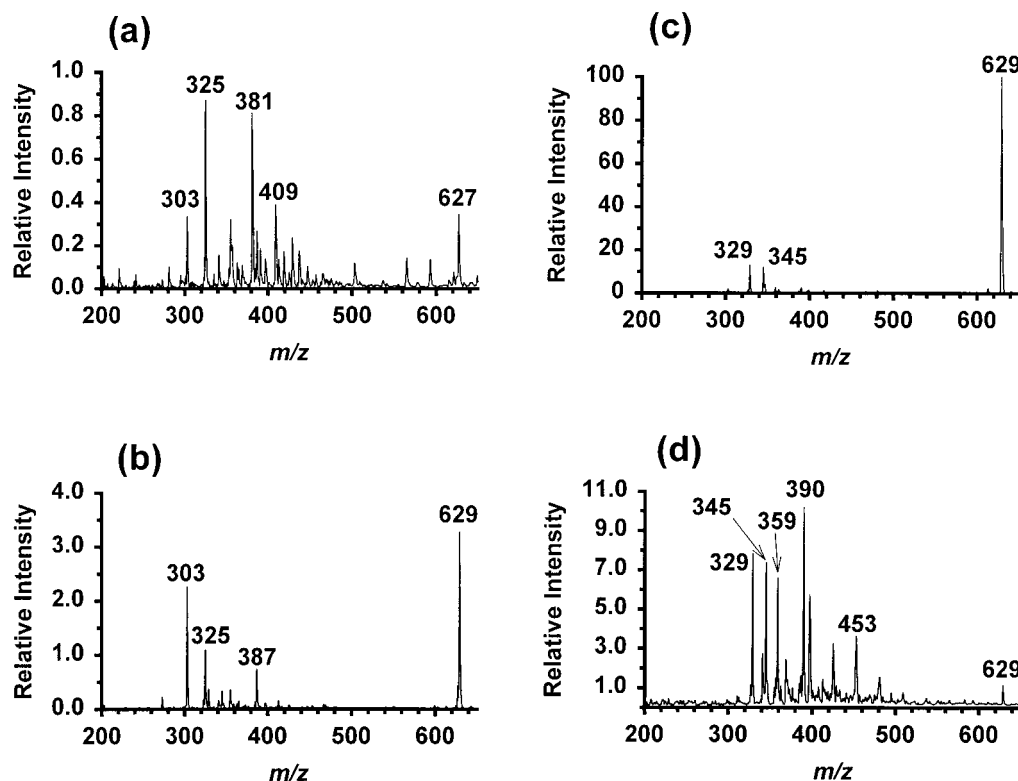 (a)
Relative Intensity
1.0
0.8
0.6
0.4
0.2
0.0
325
381
303
409
627
200 300 400 500 600
m/z
(b)
Relative Intensity
4.0
3.0
2.0
1.0
0.0
629
303
325
387
200 300 400 500 600
m/z
(c)
Relative Intensity
100
80
60
40
20
0
629
329 345
200 300 400 500 600
m/z
(d)
Relative Intensity
11.0
9.0
7.0
5.0
3.0
1.0
390
345
359
329
453
629
200 300 400 500 600
m/z